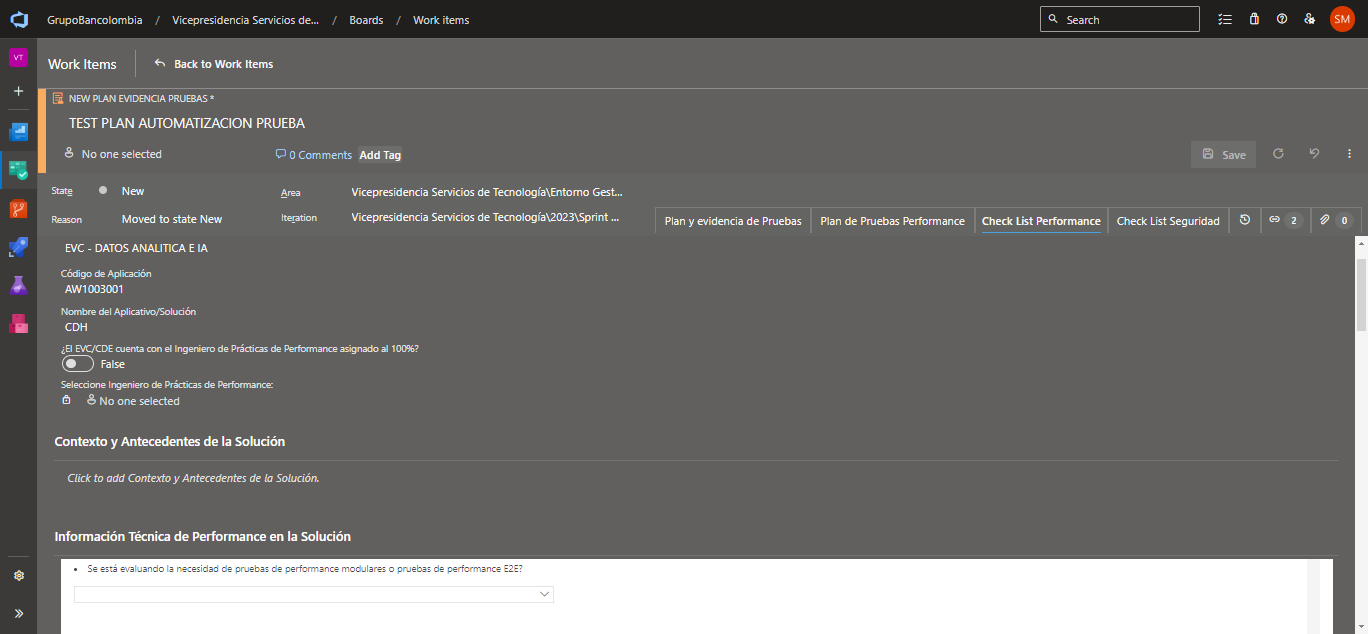 GrupoBancolombia / Vicepresidencia Servicios de... / Boards / Work items
Search
SM
VT
Work Items
Back to Work Items
NEW PLAN EVIDENCIA PRUEBAS *
TEST PLAN AUTOMATIZACION PRUEBA
No one selected
0 Comments
Add Tag
Save
State
New
Area
Vicepresidencia Servicios de Tecnología\Entorno Gest...
Reason
Moved to state New
Iteration
Vicepresidencia Servicios de Tecnología\2023\Sprint ...
Plan y evidencia de Pruebas
Plan de Pruebas Performance
Check List Performance
Check List Seguridad
2
0
EVC - DATOS ANALITICA E IA
Código de Aplicación
AW1003001
Nombre del Aplicativo/Solución
CDH
¿El EVC/CDE cuenta con el Ingeniero de Prácticas de Performance asignado al 100%?
False
Seleccione Ingeniero de Prácticas de Performance:
No one selected
Contexto y Antecedentes de la Solución
Click to add Contexto y Antecedentes de la Solución.
Información Técnica de Performance en la Solución
• Se está evaluando la necesidad de pruebas de performance modulares o pruebas de performance E2E?